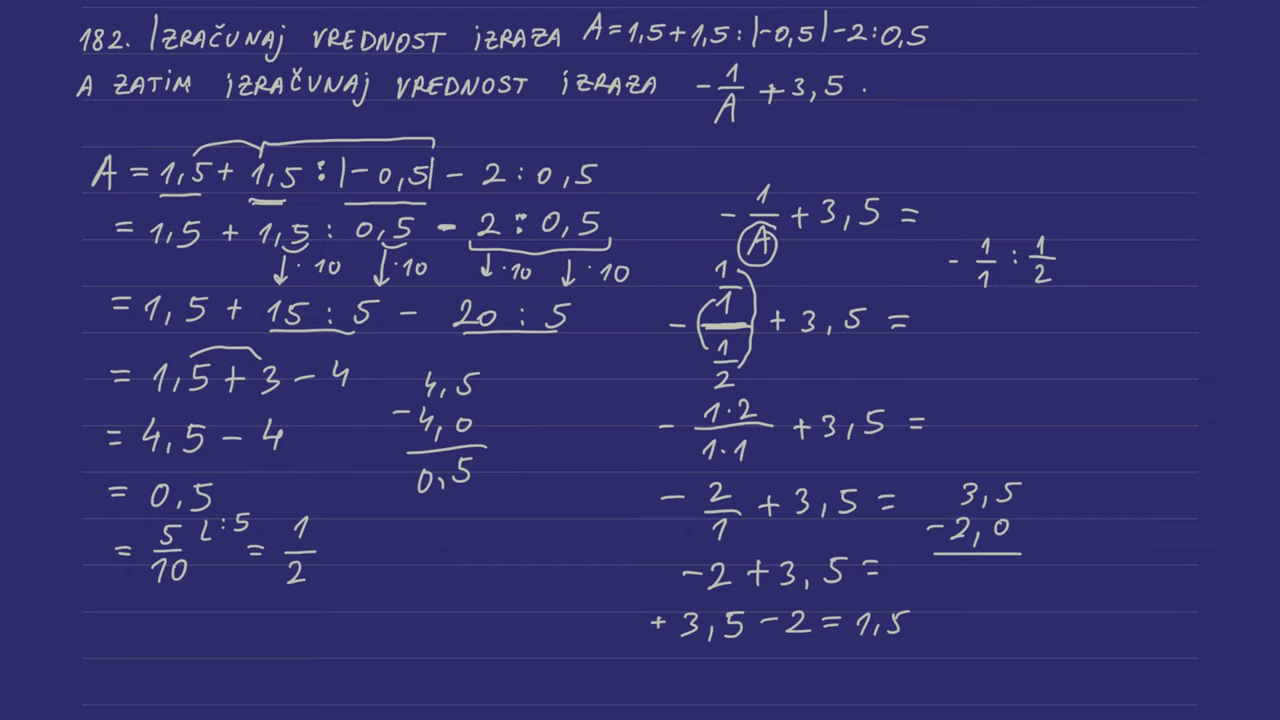 182. Izračunaj vrednost izraza A=1,5+1,5:|-0,5|-2:0,5
a zatim izračunaj vrednost izraza -1/A +3,5.
A = 1,5+ 1,5 : |-0,5| - 2 : 0,5
= 1,5 + 1,5 : 0,5 - 2 : 0,5
↓·10 ↓·10 ↓·10 ↓·10
= 1,5 + 15 : 5 - 20 : 5
= 1,5 + 3 - 4
= 4,5 - 4
= 0,5
= 5/10 (:5 = 1/2
4,5
-4,0
0,5
-1/A + 3,5 =
-((1/1)/(1/2)) + 3,5 =
- 1·2/1·1 + 3,5 =
- 2/1 + 3,5 =
-2 + 3,5 =
+ 3,5 - 2 = 1,5
- 1/1 : 1/2
3,5
-2,0